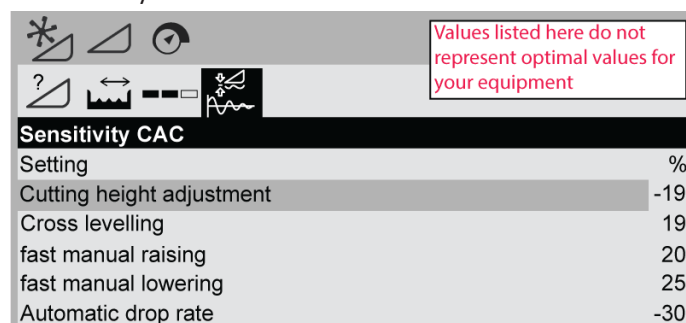 Values listed here do not
represent optimal values for
your equipment
?
Sensitivity CAC
Setting %
Cutting height adjustment -19
Cross levelling 19
fast manual raising 20
fast manual lowering 25
Automatic drop rate -30